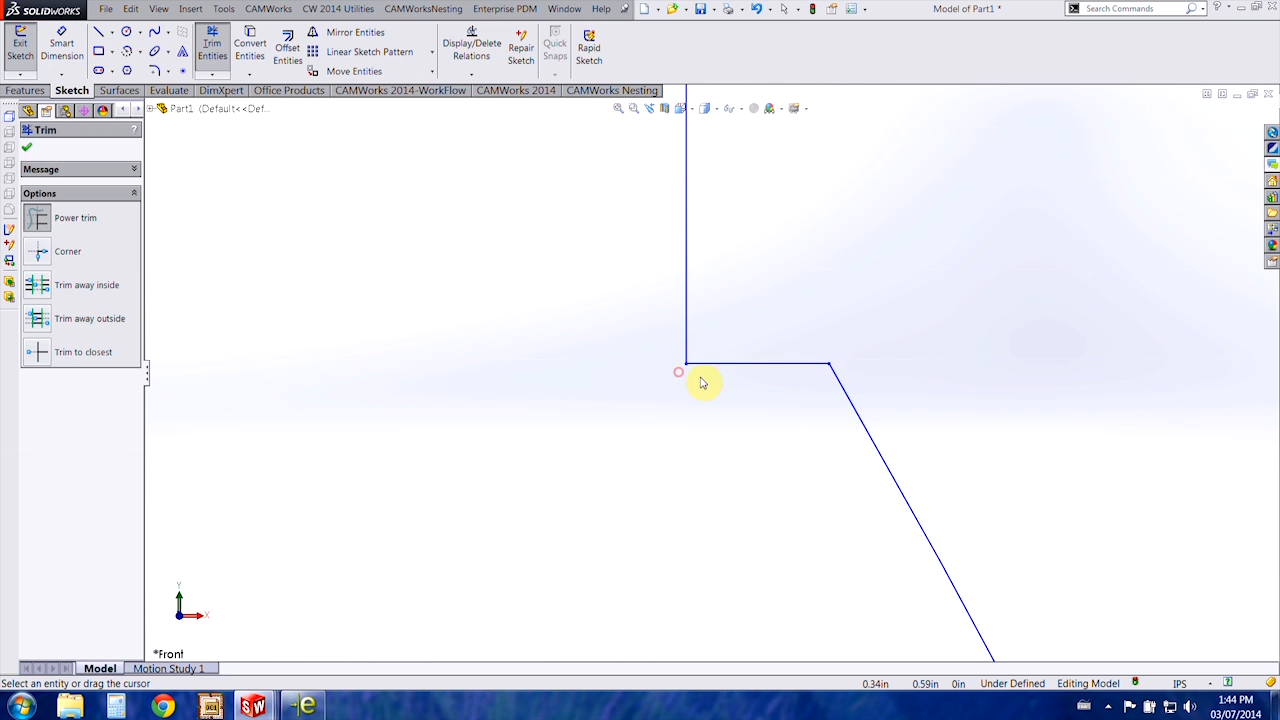 SOLIDWORKS File Edit View Insert Tools CAMWorks CW 2014 Utilities CAMWorksNesting Enterprise PDM Window Help Model of Part1 * Search Commands
Exit Sketch
Smart Dimension
Trim Entities
Convert Entities
Offset Entities
Mirror Entities
Linear Sketch Pattern
Move Entities
Display/Delete Relations
Repair Sketch
Quick Snaps
Rapid Sketch
Features Sketch Surfaces Evaluate DimXpert Office Products CAMWorks 2014-WorkFlow CAMWorks 2014 CAMWorks Nesting
Part1 (Default<<Def...
Trim ?
Message
Options
Power trim
Corner
Trim away inside
Trim away outside
Trim to closest
Y
X
*Front
Model Motion Study 1
Select an entity or drag the cursor 0.34in 0.59in 0in Under Defined Editing Model IPS
1:44 PM
03/07/2014